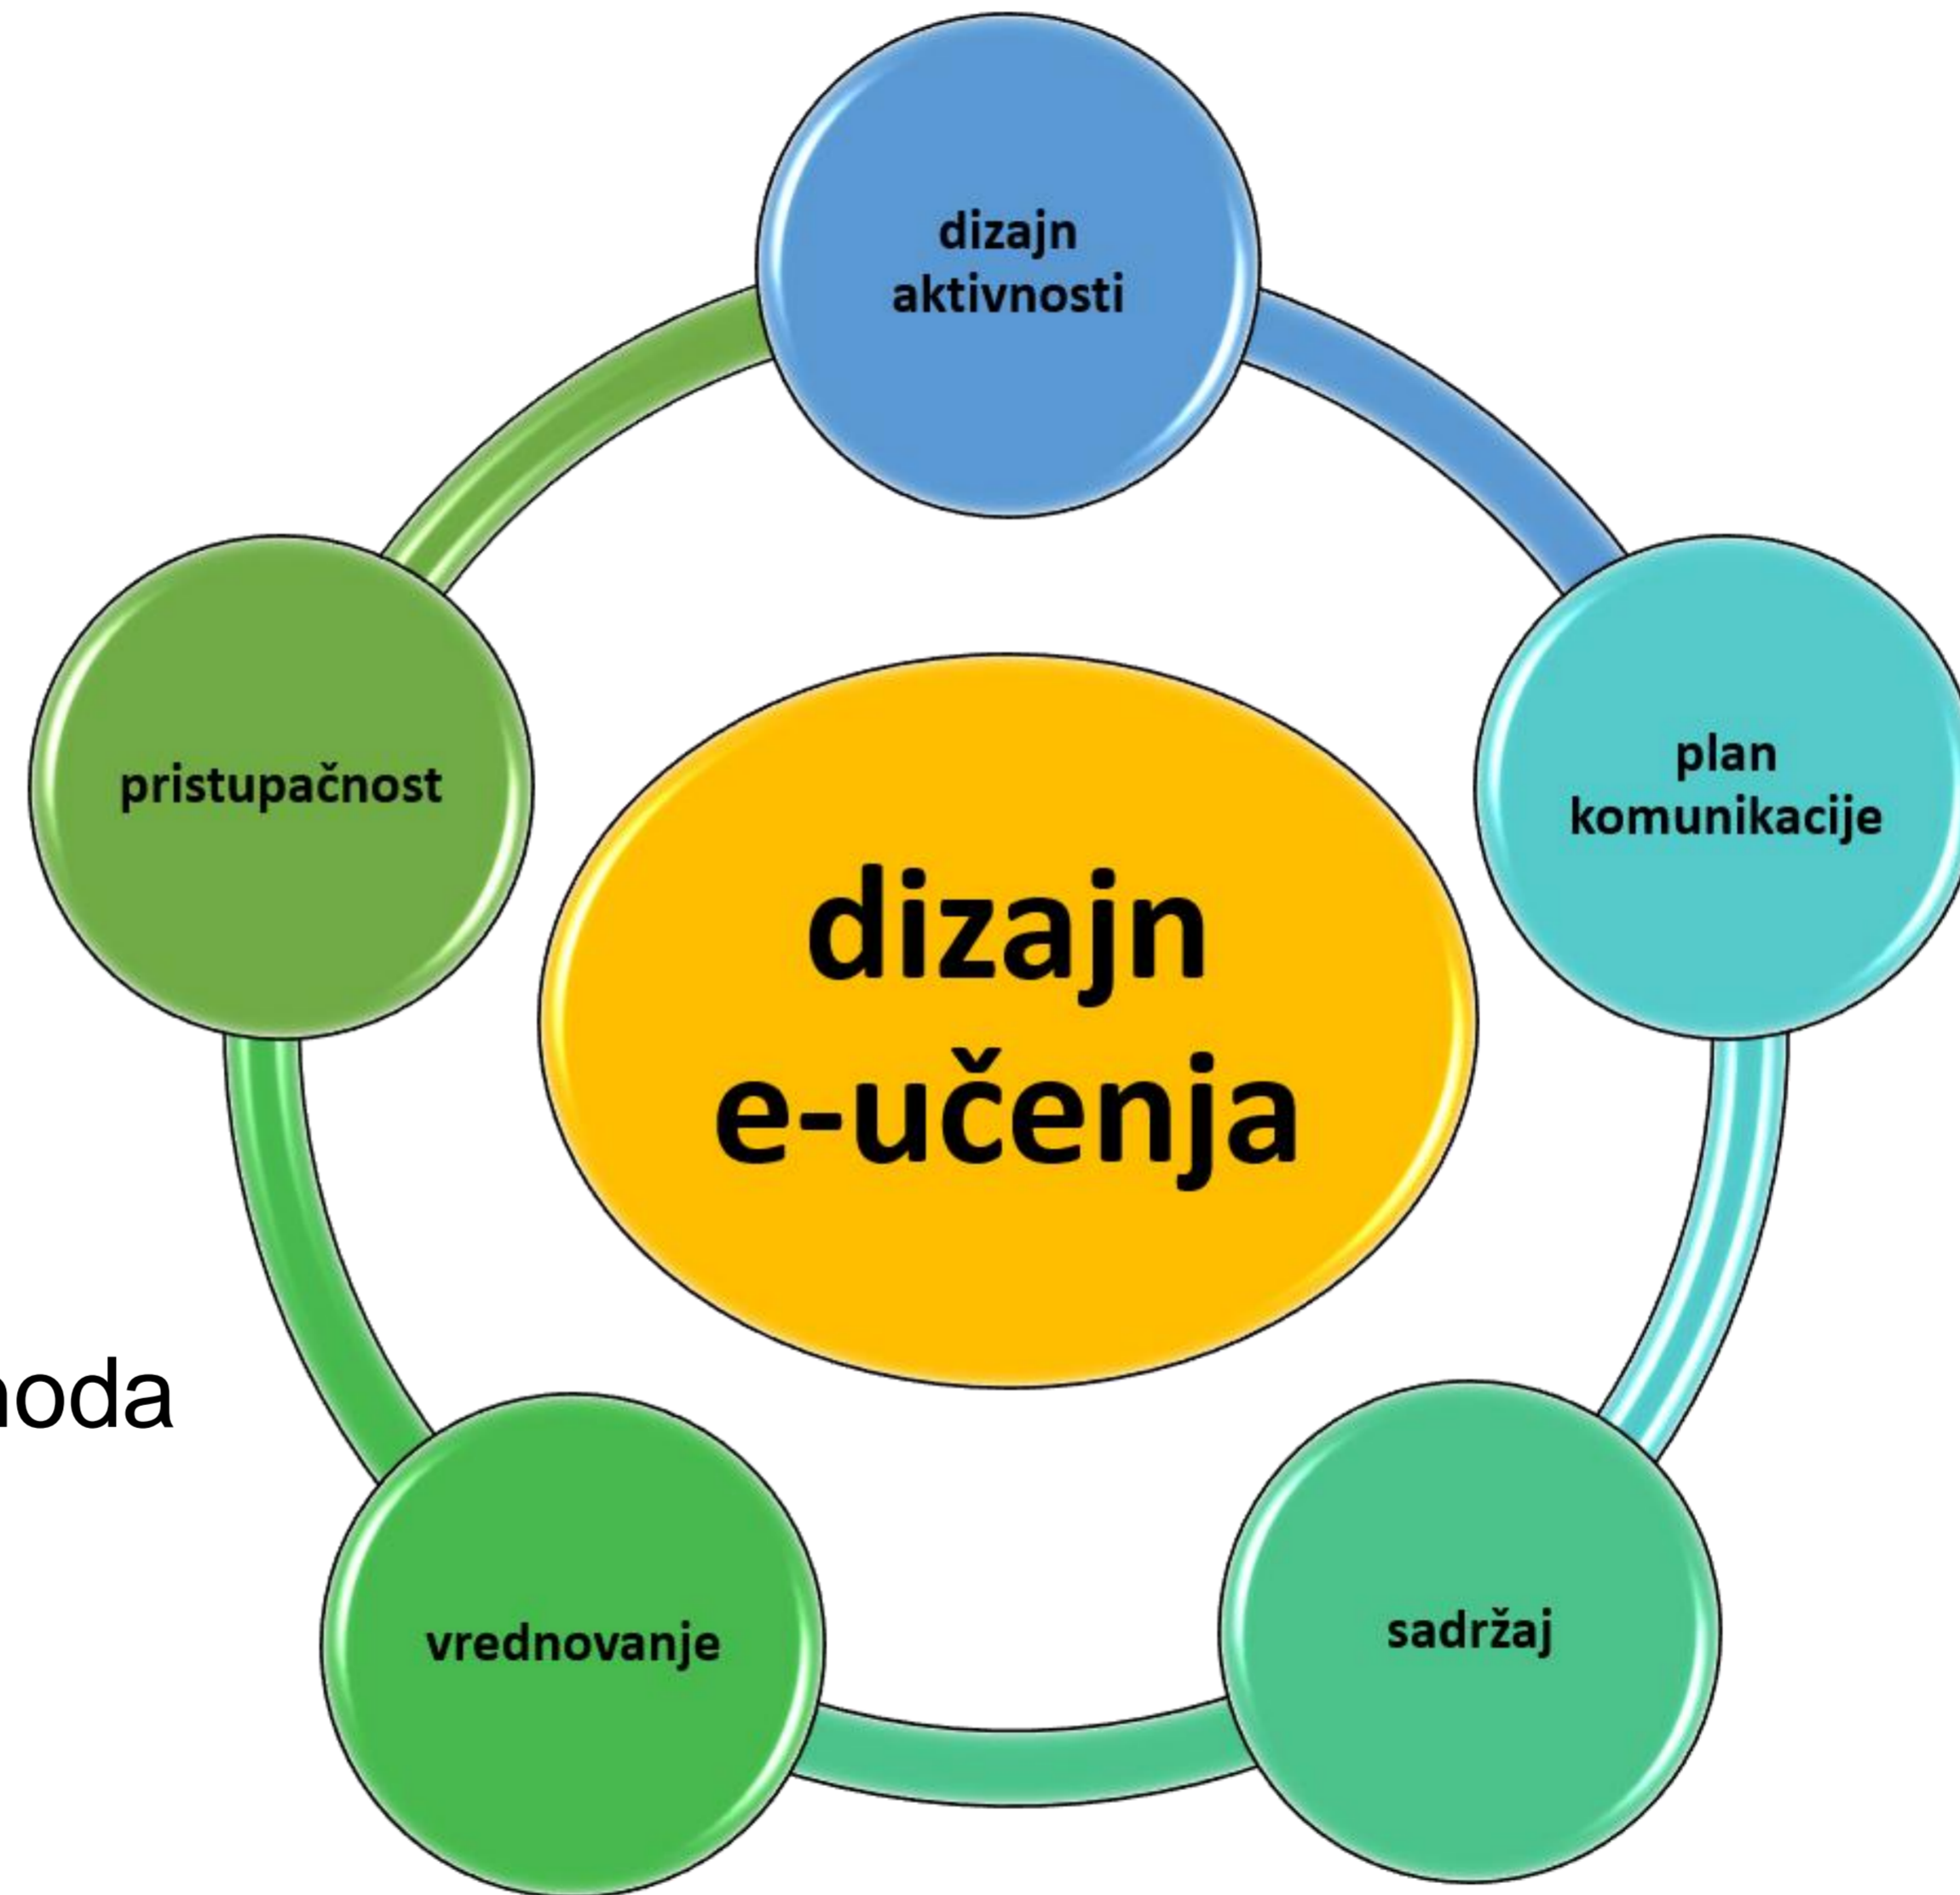 dizajn
aktivnosti
plan
komunikacije
pristupačnost
dizajn
e-učenja
sadržaj
vrednovanje